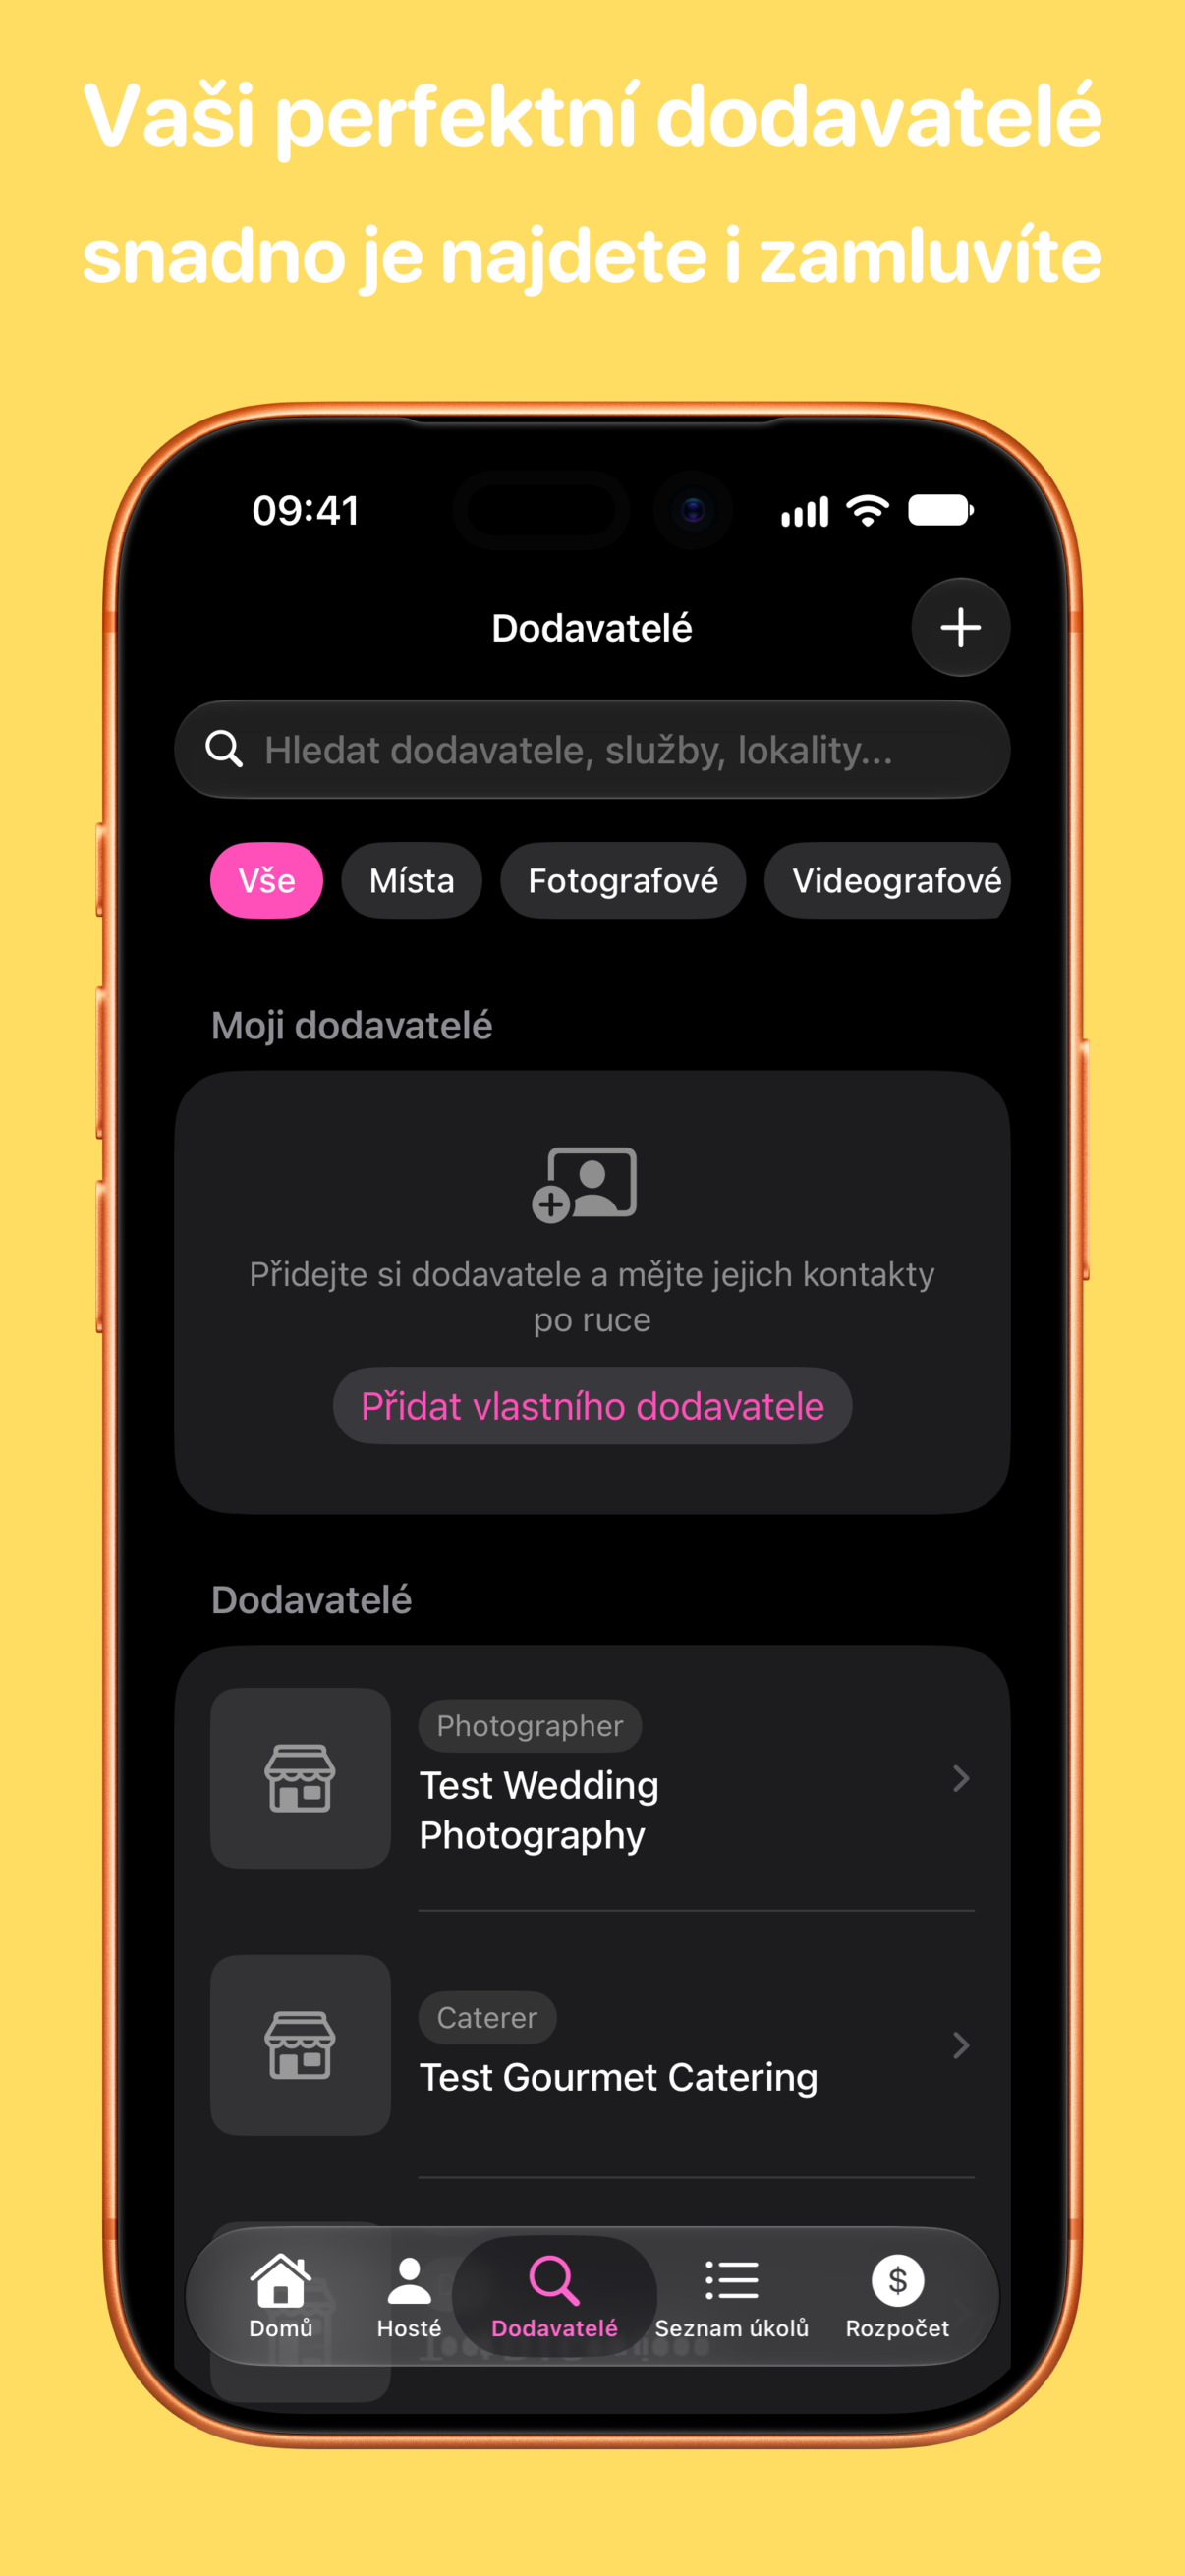 Vaši perfektní dodavatelé
snadno je najdete i zamluvíte
09:41
Dodavatelé
Hledat dodavatele, služby, lokality...
Vše
Místa
Fotografové
Videografové
Moji dodavatelé
Přidejte si dodavatele a mějte jejich kontakty
po ruce
Přidat vlastního dodavatele
Dodavatelé
Photographer
Test Wedding
Photography
Caterer
Test Gourmet Catering
Domů
Hosté
Dodavatelé
Seznam úkolů
Rozpočet